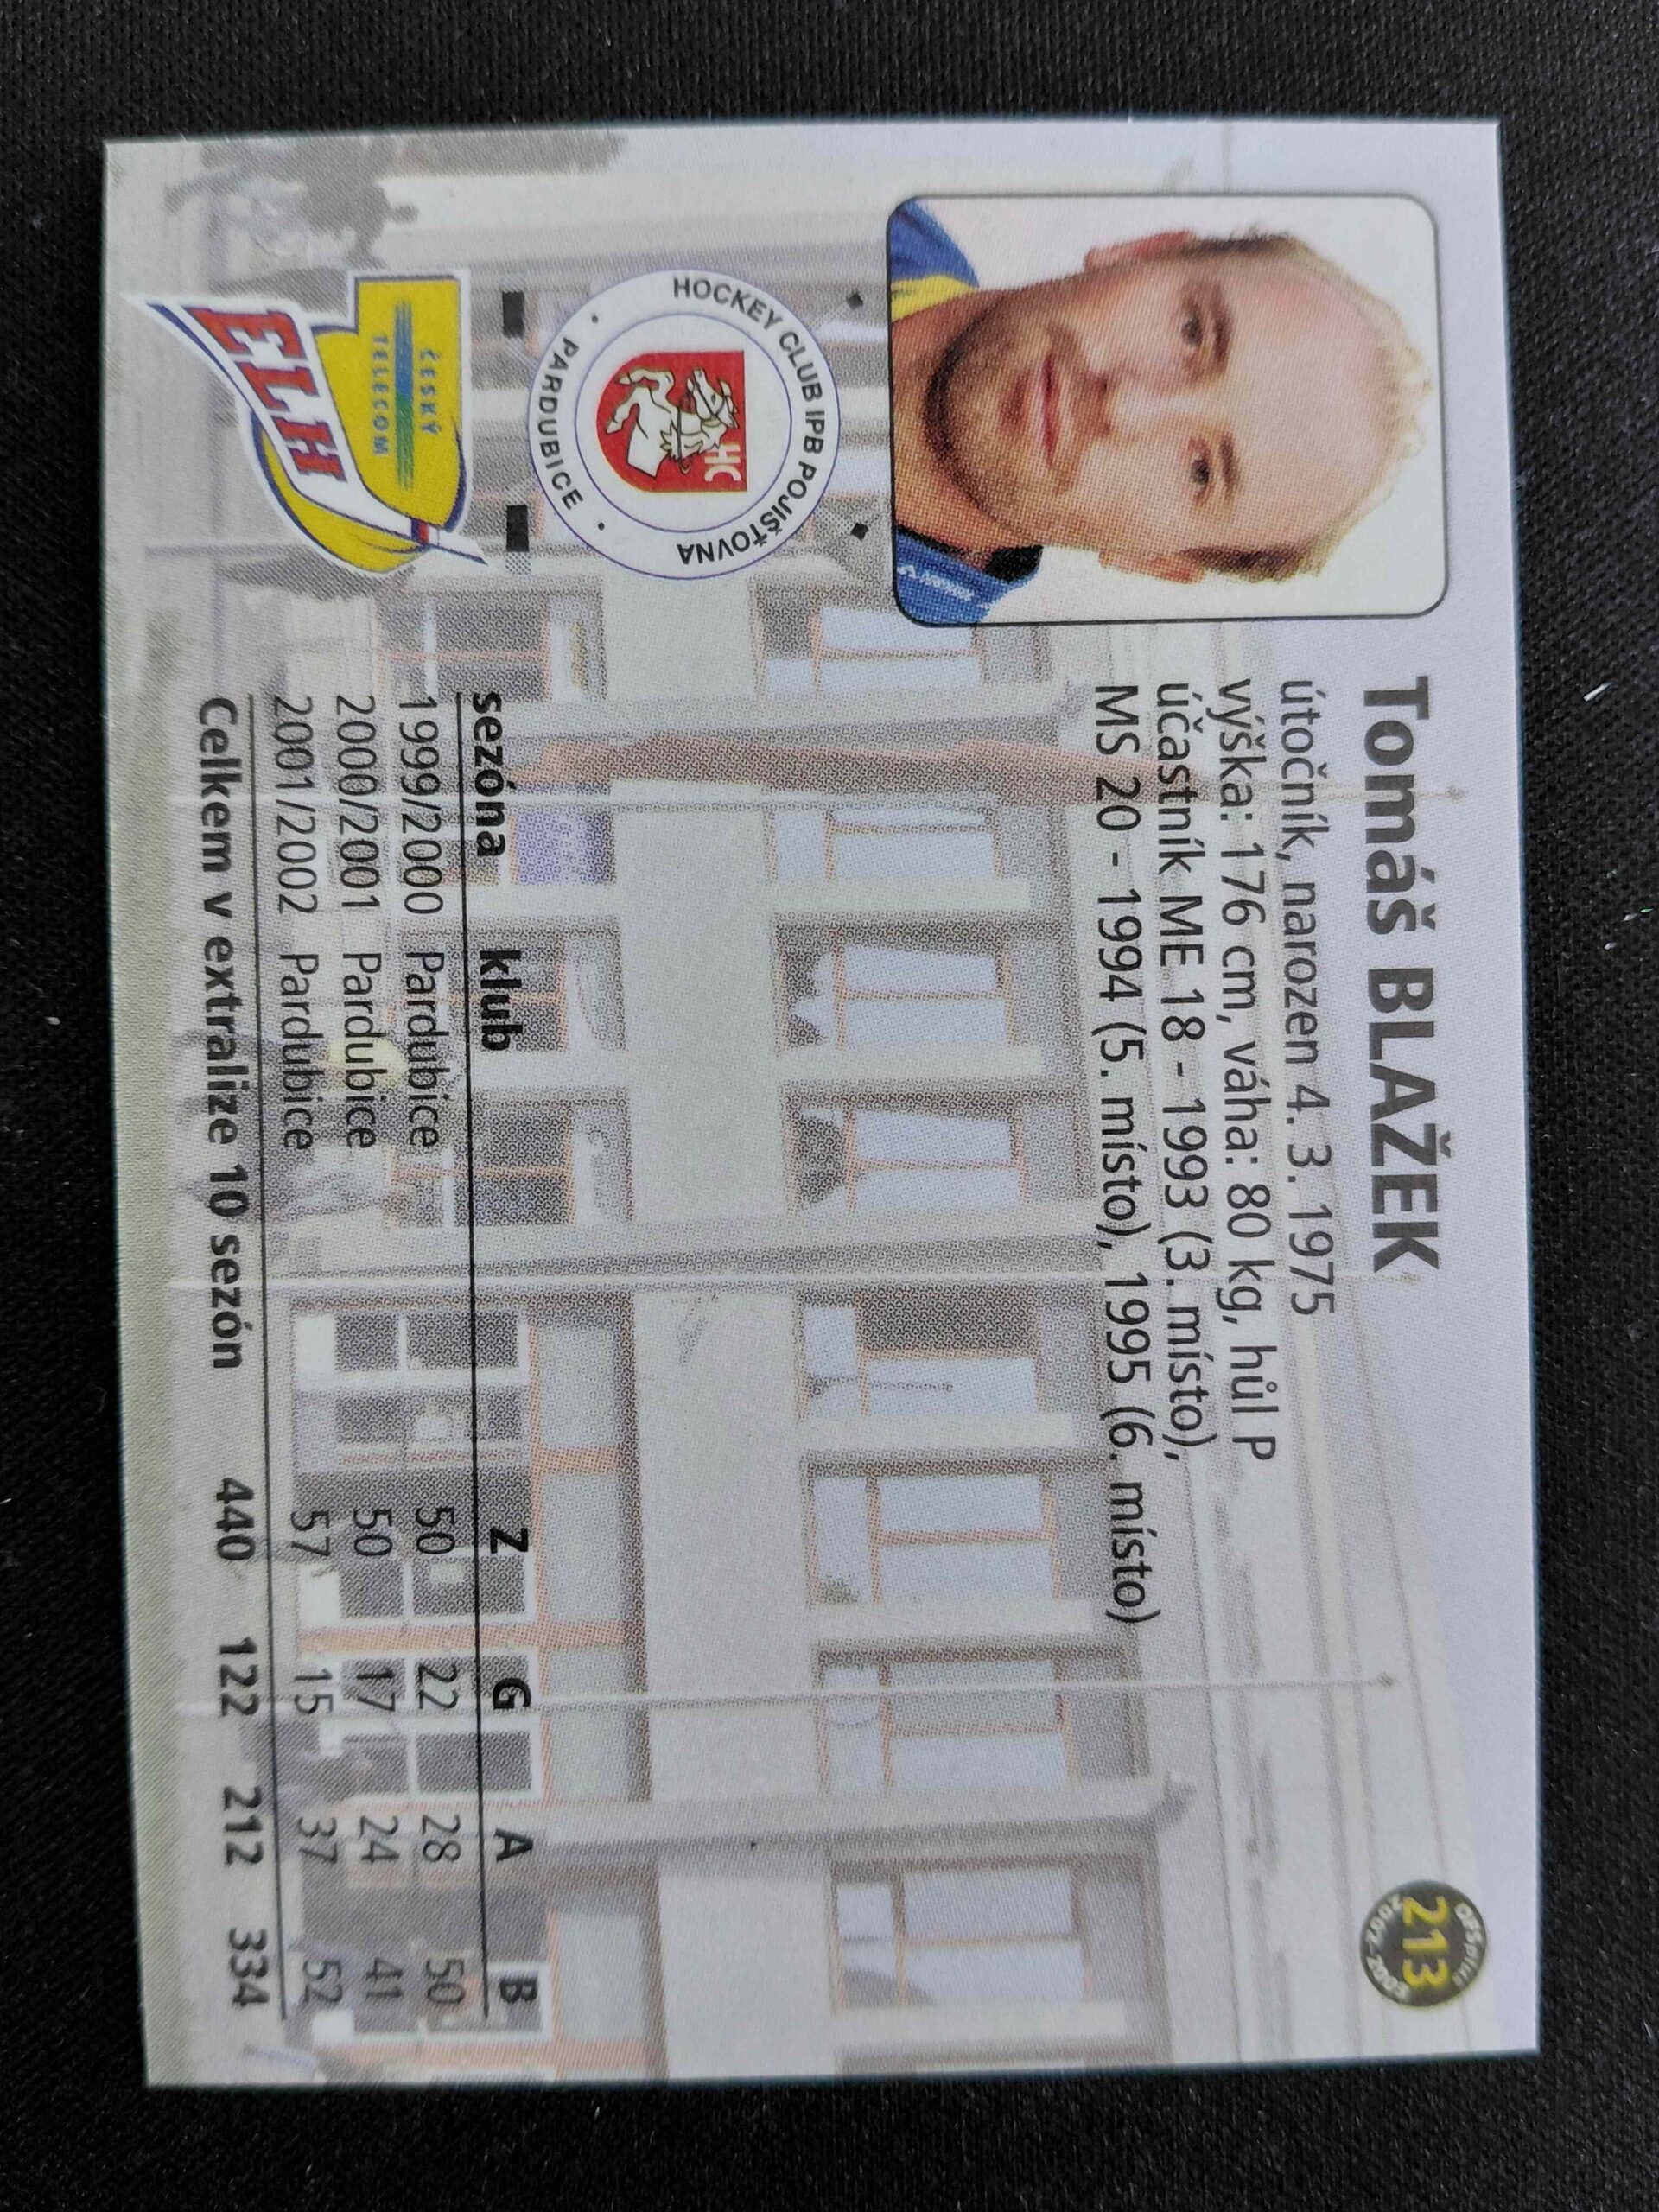 Tomáš BLAŽEK
213
OFSplus
2002-2003
útočník, narozen 4. 3. 1975
výška: 176 cm, váha: 80 kg, hůl P
účastník ME 18 - 1993 (3. místo),
MS 20 - 1994 (5. místo), 1995 (6. místo)
HOCKEY CLUB IPB POJIŠŤOVNA
HC
• PARDUBICE •
ČESKÝ
TELECOM
ELH
sezóna klub Z G A B
1999/2000 Pardubice 50 22 28 50
2000/2001 Pardubice 50 17 24 41
2001/2002 Pardubice 57 15 37 52
Celkem v extralize 10 sezón 440 122 212 334